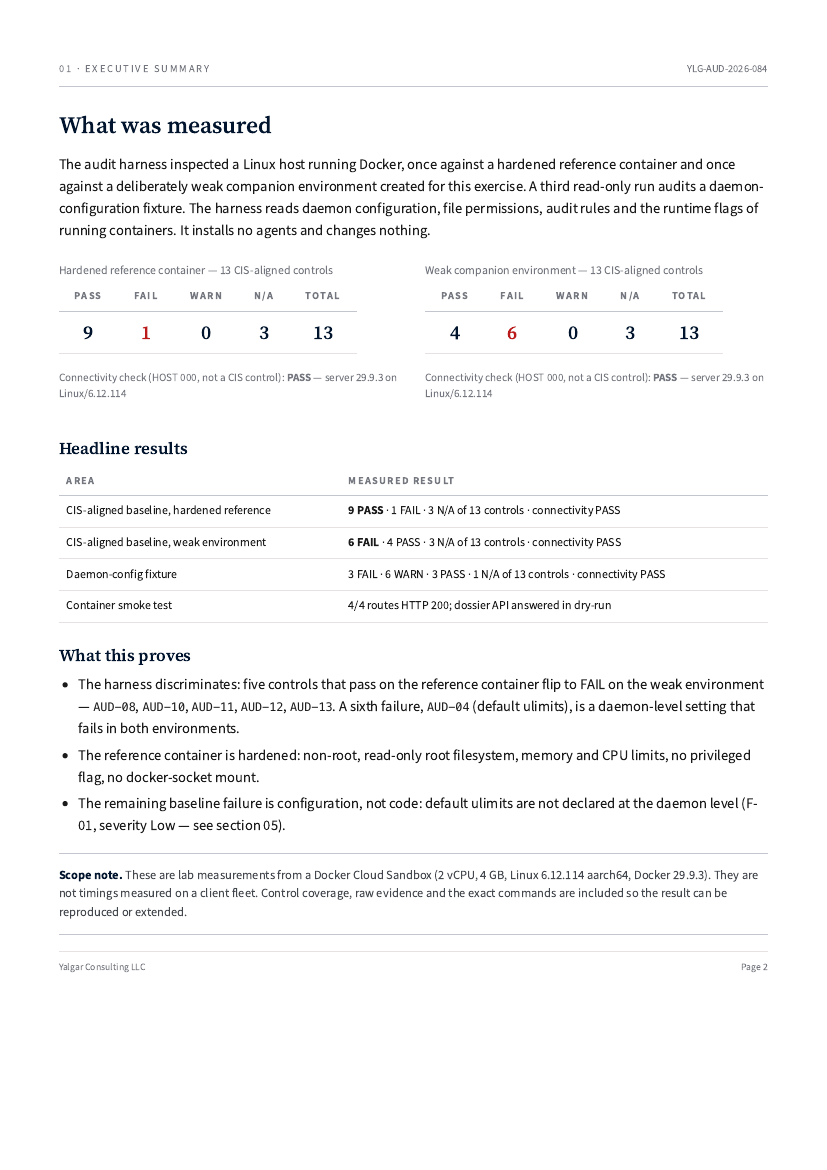 01 · EXECUTIVE SUMMARY
YLG-AUD-2026-084
What was measured
The audit harness inspected a Linux host running Docker, once against a hardened reference container and once
against a deliberately weak companion environment created for this exercise. A third read-only run audits a daemon-
configuration fixture. The harness reads daemon configuration, file permissions, audit rules and the runtime flags of
running containers. It installs no agents and changes nothing.
Hardened reference container — 13 CIS-aligned controls
PASS FAIL WARN N/A TOTAL
9 1 0 3 13
Connectivity check (HOST 000, not a CIS control): PASS — server 29.9.3 on
Linux/6.12.114
Weak companion environment — 13 CIS-aligned controls
PASS FAIL WARN N/A TOTAL
4 6 0 3 13
Connectivity check (HOST 000, not a CIS control): PASS — server 29.9.3 on
Linux/6.12.114
Headline results
AREA MEASURED RESULT
CIS-aligned baseline, hardened reference 9 PASS · 1 FAIL · 3 N/A of 13 controls · connectivity PASS
CIS-aligned baseline, weak environment 6 FAIL · 4 PASS · 3 N/A of 13 controls · connectivity PASS
Daemon-config fixture 3 FAIL · 6 WARN · 3 PASS · 1 N/A of 13 controls · connectivity PASS
Container smoke test 4/4 routes HTTP 200; dossier API answered in dry-run
What this proves
• The harness discriminates: five controls that pass on the reference container flip to FAIL on the weak environment
— AUD-08, AUD-10, AUD-11, AUD-12, AUD-13. A sixth failure, AUD-04 (default ulimits), is a daemon-level setting that
fails in both environments.
• The reference container is hardened: non-root, read-only root filesystem, memory and CPU limits, no privileged
flag, no docker-socket mount.
• The remaining baseline failure is configuration, not code: default ulimits are not declared at the daemon level (F-
01, severity Low — see section 05).
Scope note. These are lab measurements from a Docker Cloud Sandbox (2 vCPU, 4 GB, Linux 6.12.114 aarch64, Docker 29.9.3). They are
not timings measured on a client fleet. Control coverage, raw evidence and the exact commands are included so the result can be
reproduced or extended.
Yalgar Consulting LLC
Page 2